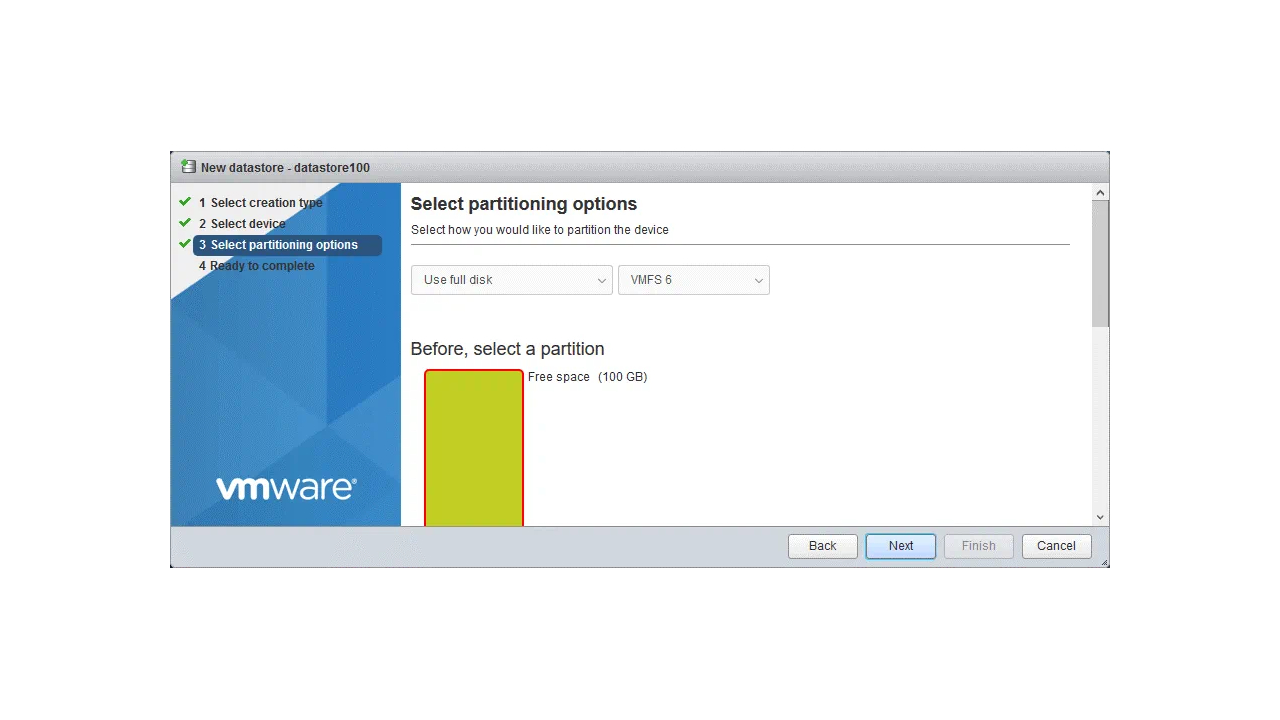 New datastore - datastore100
1 Select creation type
2 Select device
3 Select partitioning options
4 Ready to complete
vmware®
Select partitioning options
Select how you would like to partition the device
Use full disk
VMFS 6
Before, select a partition
Free space (100 GB)
Back
Next
Finish
Cancel